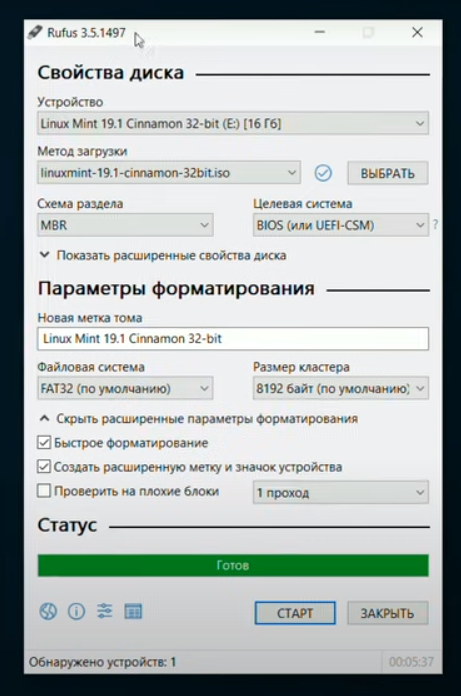 Rufus 3.5.1497
Свойства диска
Устройство
Linux Mint 19.1 Cinnamon 32-bit (E:) [16 Гб]
Метод загрузки
linuxmint-19.1-cinnamon-32bit.iso
ВЫБРАТЬ
Схема раздела
Целевая система
MBR
BIOS (или UEFI-CSM)
?
Показать расширенные свойства диска
Параметры форматирования
Новая метка тома
Linux Mint 19.1 Cinnamon 32-bit
Файловая система
Размер кластера
FAT32 (по умолчанию)
8192 байт (по умолчанию)
Скрыть расширенные параметры форматирования
Быстрое форматирование
Создать расширенную метку и значок устройства
Проверить на плохие блоки
1 проход
Статус
Готов
СТАРТ
ЗАКРЫТЬ
Обнаружено устройств: 1
00:05:37